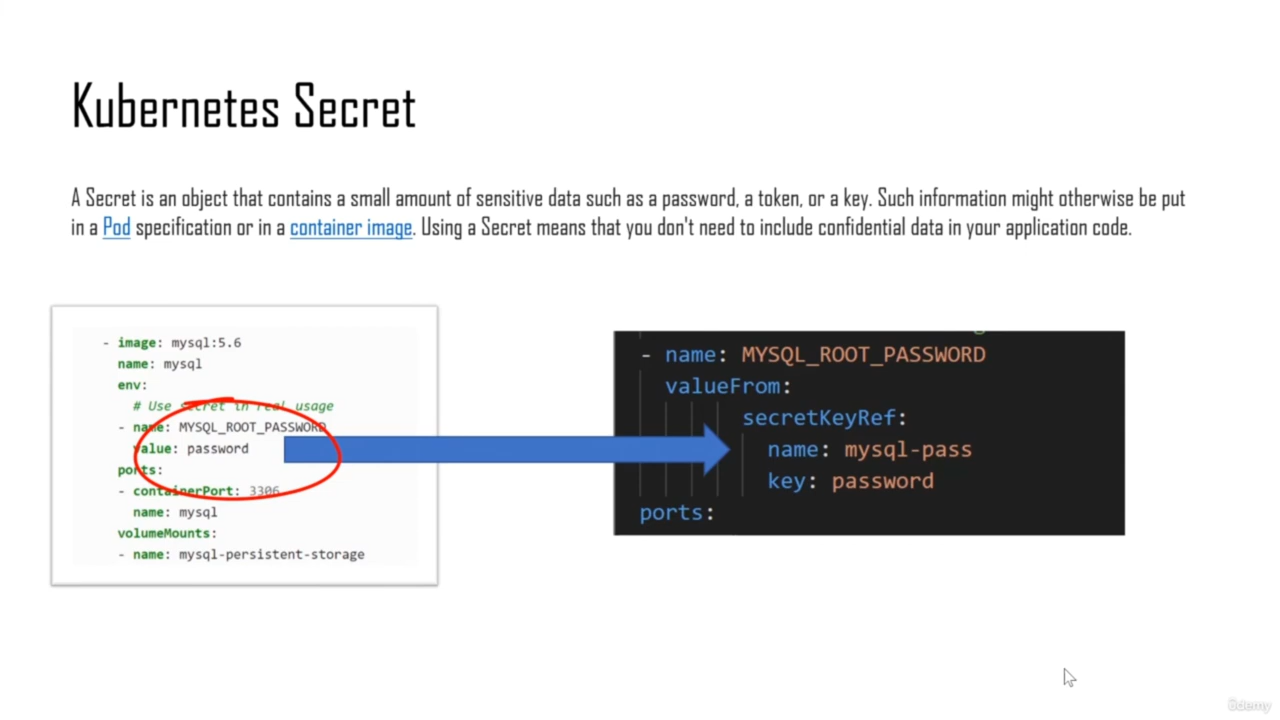 Kubernetes Secret
A Secret is an object that contains a small amount of sensitive data such as a password, a token, or a key. Such information might otherwise be put
in a Pod specification or in a container image. Using a Secret means that you don't need to include confidential data in your application code.
- image: mysql:5.6
name: mysql
env:
# Use secret in real usage
- name: MYSQL_ROOT_PASSWORD
value: password
ports:
- containerPort: 3306
name: mysql
volumeMounts:
- name: mysql-persistent-storage
- name: MYSQL_ROOT_PASSWORD
valueFrom:
secretKeyRef:
name: mysql-pass
key: password
ports:
ûdemy